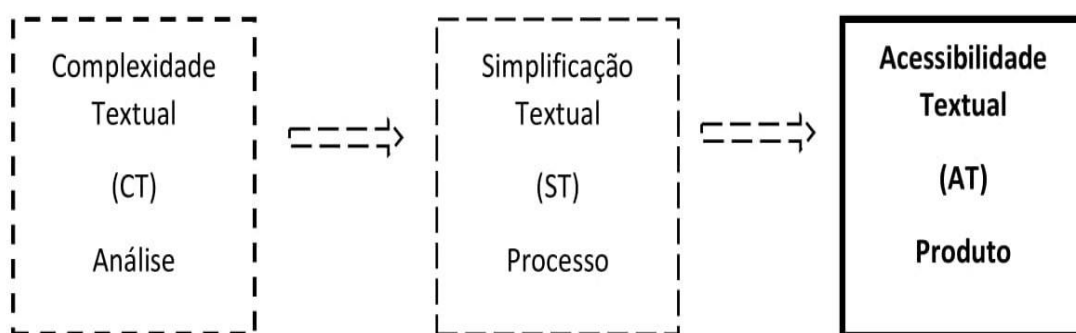 Complexidade
Textual
(CT)
Análise
Simplificação
Textual
(ST)
Processo
Acessibilidade
Textual
(AT)
Produto